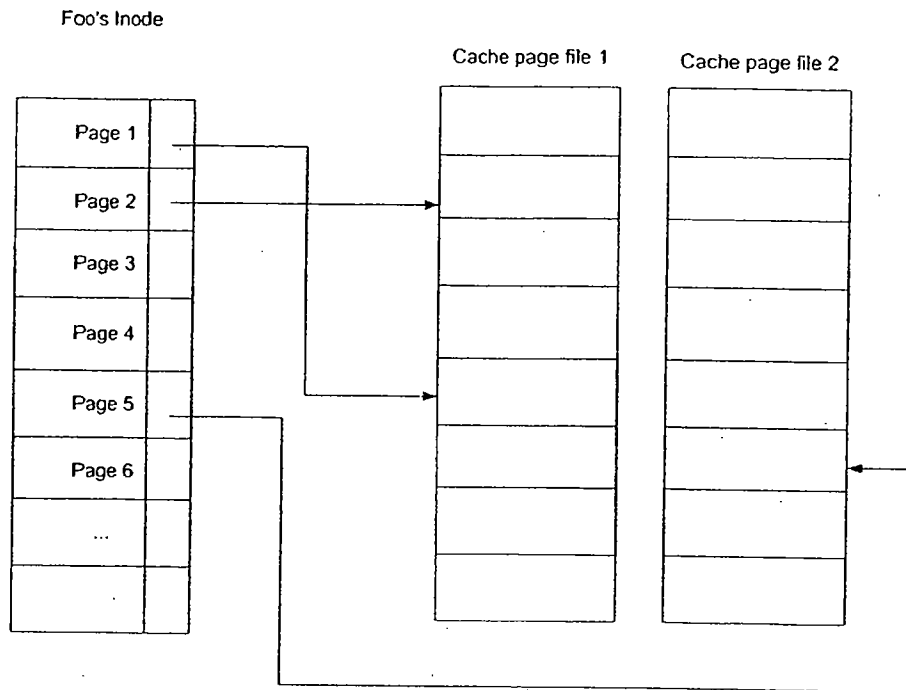 Foo's Inode
Cache page file 1
Cache page file 2
Page 1
Page 2
Page 3
Page 4
Page 5
Page 6
...